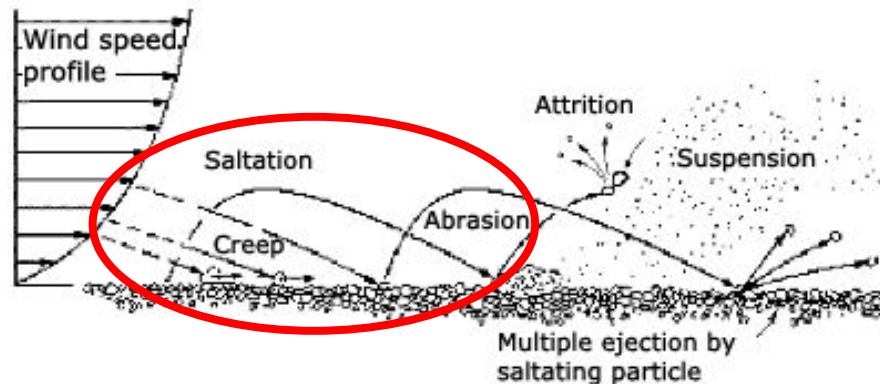 Wind speed
profile
Attrition
Saltation
Suspension
Abrasion
Creep
Multiple ejection by
saltating particle